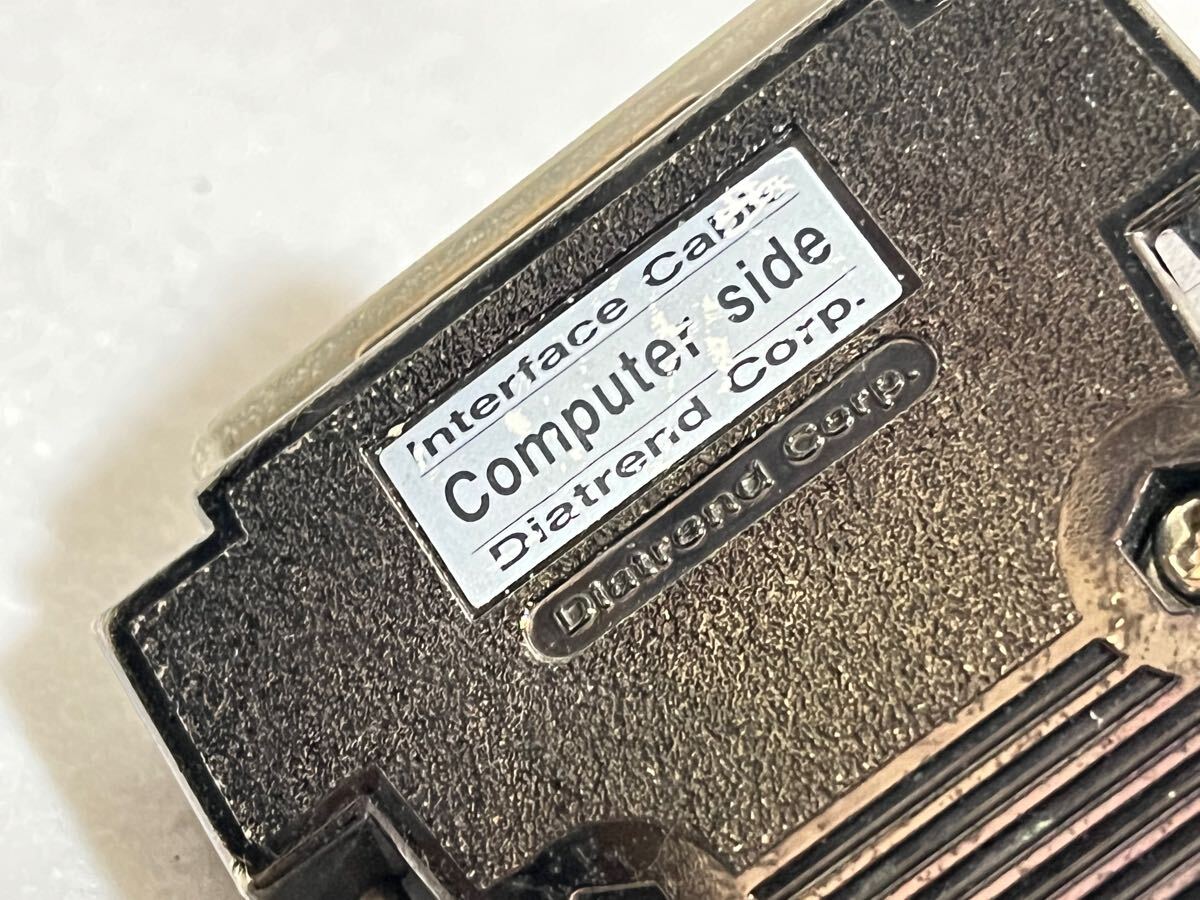 Interface Cable
Computer side
Diatrend Corp.
Diatrend Corp.